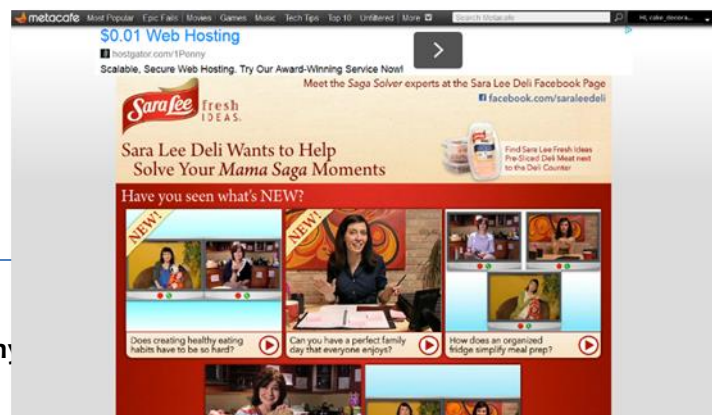 metacafe Most Popular Epic Fails Movies Games Music Tech Tips Top 10 Unfiltered More Search Metacafe Hi, cake_decora...
$0.01 Web Hosting
hostgator.com/1Penny
Scalable, Secure Web Hosting. Try Our Award-Winning Service Now!
Meet the Saga Solver experts at the Sara Lee Deli Facebook Page
facebook.com/saraleedeli
Sara Lee fresh
IDEAS.
Find Sara Lee Fresh Ideas
Pre-Sliced Deli Meat next
to the Deli Counter
Sara Lee Deli Wants to Help
Solve Your Mama Saga Moments
Have you seen what's NEW?
NEW!
NEW!
Does creating healthy eating
habits have to be so hard?
Can you have a perfect family
day that everyone enjoys?
How does an organized
fridge simplify meal prep?